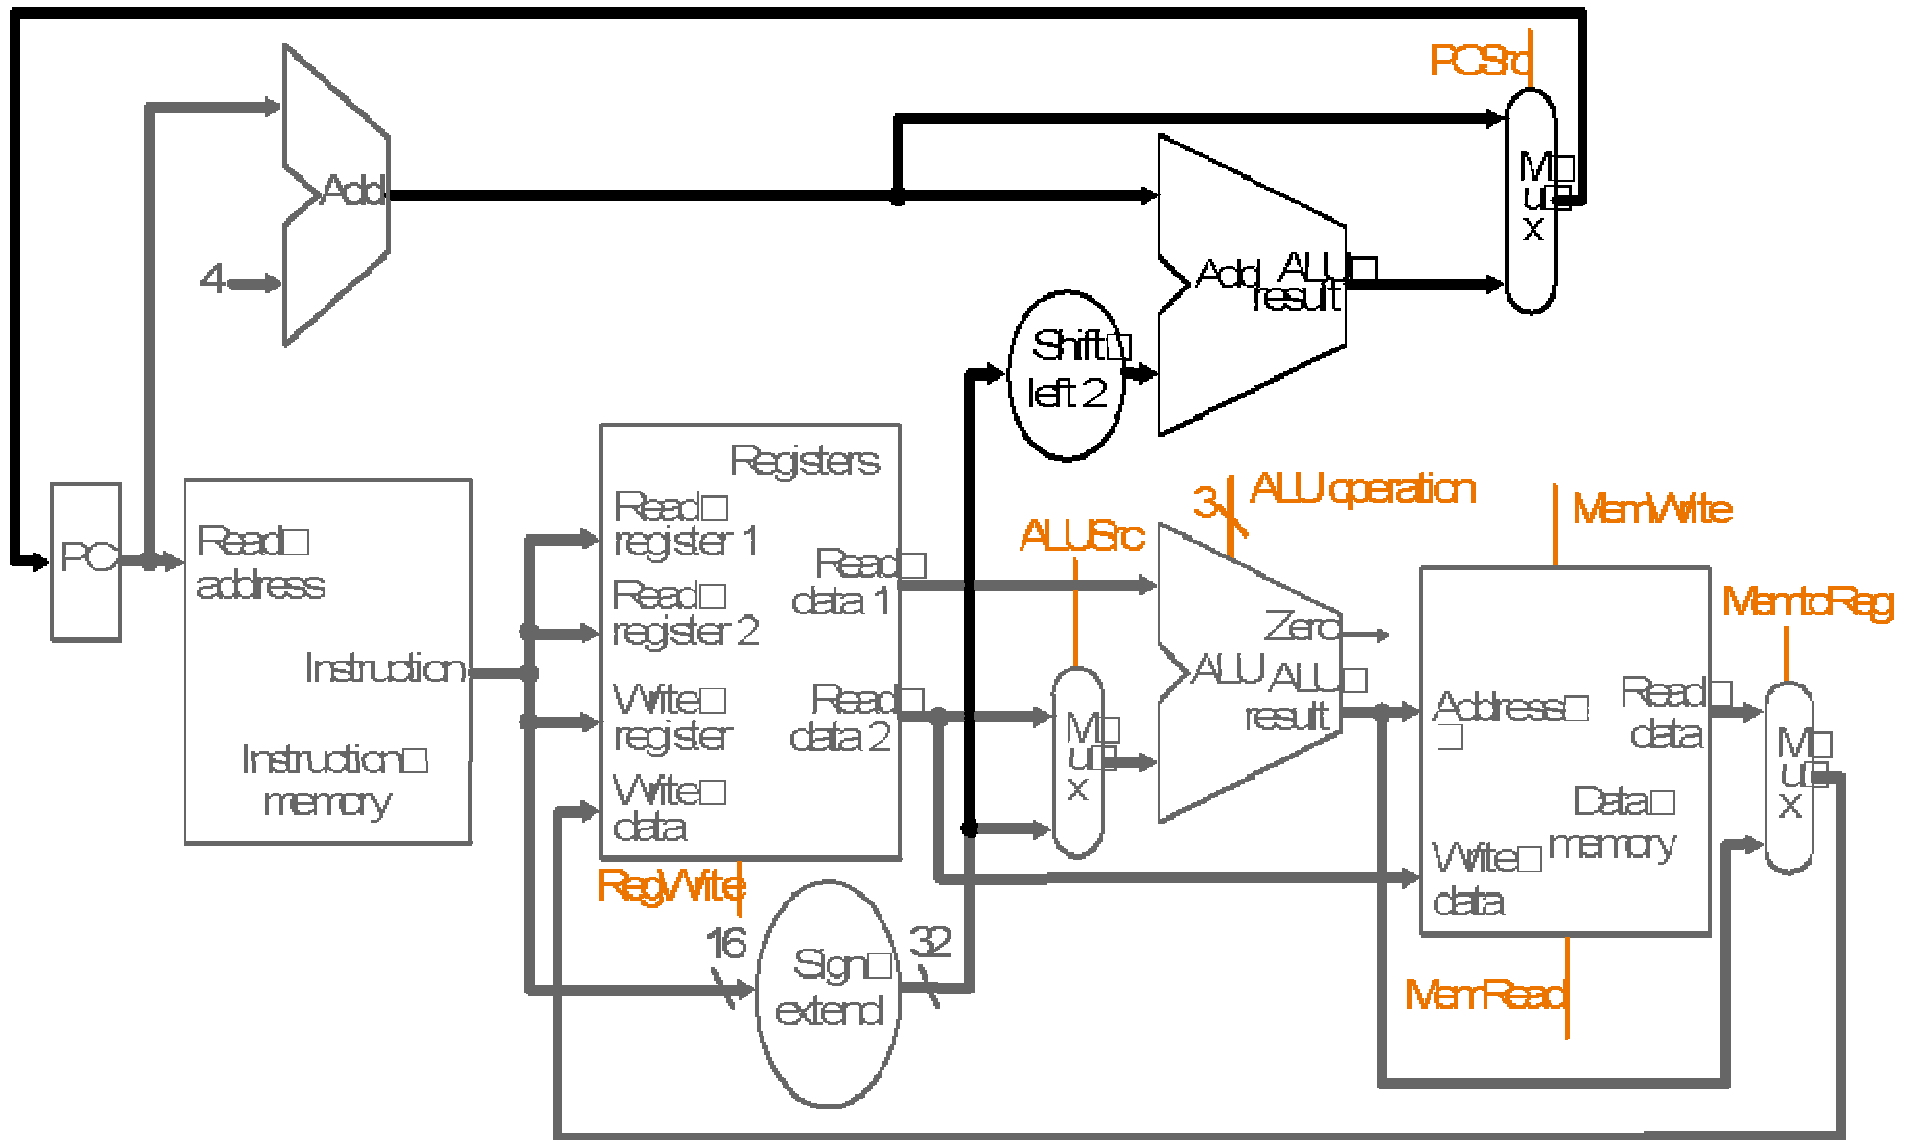 PCSrc
M
u
x
Add
4
Add
ALU
result
Shift
left 2
PC
Read
address
Instruction
Instruction
memory
Registers
Read
register 1
Read
register 2
Write
register
Write
data
Read
data 1
Read
data 2
RegWrite
16
Sign
extend
32
ALUSrc
M
u
x
3
ALU operation
Zero
ALU
ALU
result
MemWrite
Address
Read
data
Data
memory
Write
data
MemRead
MemtoReg
M
u
x